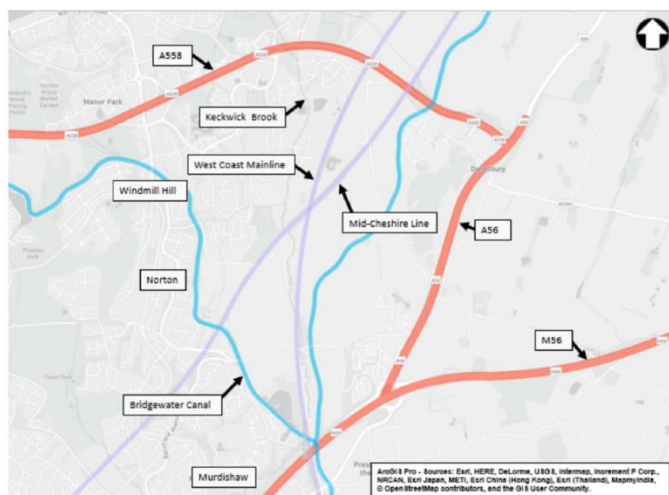 A558
Manor Park
Keckwick Brook
West Coast Mainline
Daresbury
Windmill Hill
Mid-Cheshire Line
A56
Norton
M56
Bridgewater Canal
Murdishaw
ArcGIS Pro - Sources: Esri, HERE, DeLorme, USGS, Intermap, Increment P Corp.,
NRCAN, Esri Japan, METI, Esri China (Hong Kong), Esri (Thailand), MapmyIndia,
© OpenStreetMap contributors, and the GIS User Community.